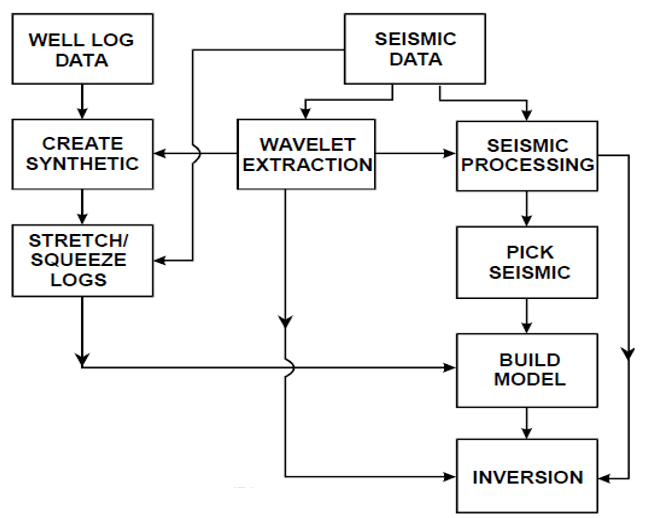 WELL LOG
DATA
SEISMIC
DATA
CREATE
SYNTHETIC
WAVELET
EXTRACTION
SEISMIC
PROCESSING
STRETCH/
SQUEEZE
LOGS
PICK
SEISMIC
BUILD
MODEL
INVERSION